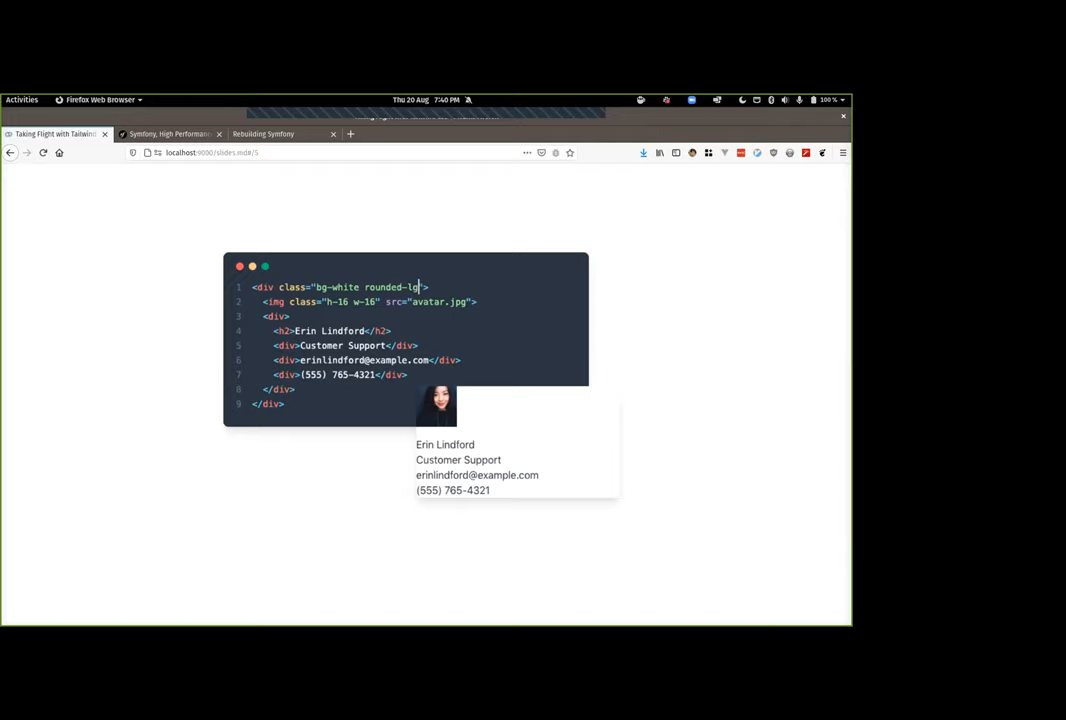 Activities
Firefox Web Browser
Thu 20 Aug 7:40 PM
100 %
Taking Flight with Tailwind
Symfony, High Performanc
Rebuilding Symfony
localhost:9000/slides.md#/5
1 <div class="bg-white rounded-lg">
2 <img class="h-16 w-16" src="avatar.jpg">
3 <div>
4 <h2>Erin Lindford</h2>
5 <div>Customer Support</div>
6 <div>erinlindford@example.com</div>
7 <div>(555) 765-4321</div>
8 </div>
9 </div>
Erin Lindford
Customer Support
erinlindford@example.com
(555) 765-4321